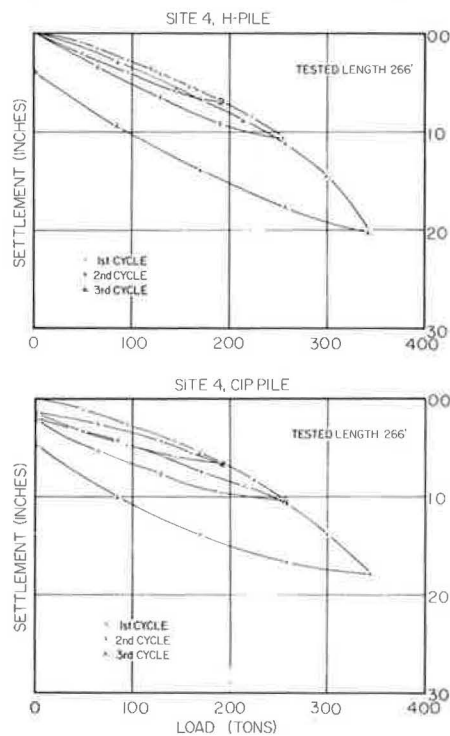 SITE 4, H-PILE
00
TESTED LENGTH 266'
10
SETTLEMENT (INCHES)
1st CYCLE
2nd CYCLE
3rd CYCLE
20
30
0 100 200 300 400
SITE 4, CIP PILE
00
TESTED LENGTH 266'
10
SETTLEMENT (INCHES)
20
1st CYCLE
2nd CYCLE
3rd CYCLE
30
0 100 200 300 400
LOAD (TONS)